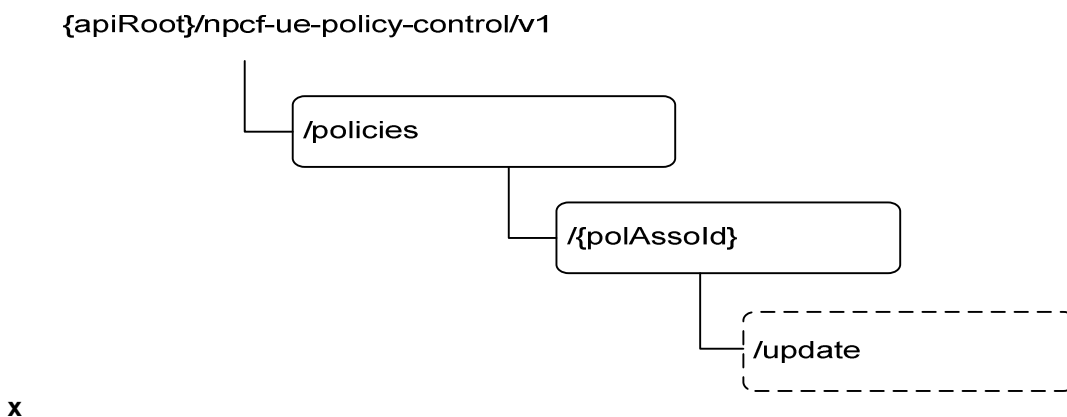 {apiRoot}/npcf-ue-policy-control/v1
/policies
/{polAssoId}
/update
x